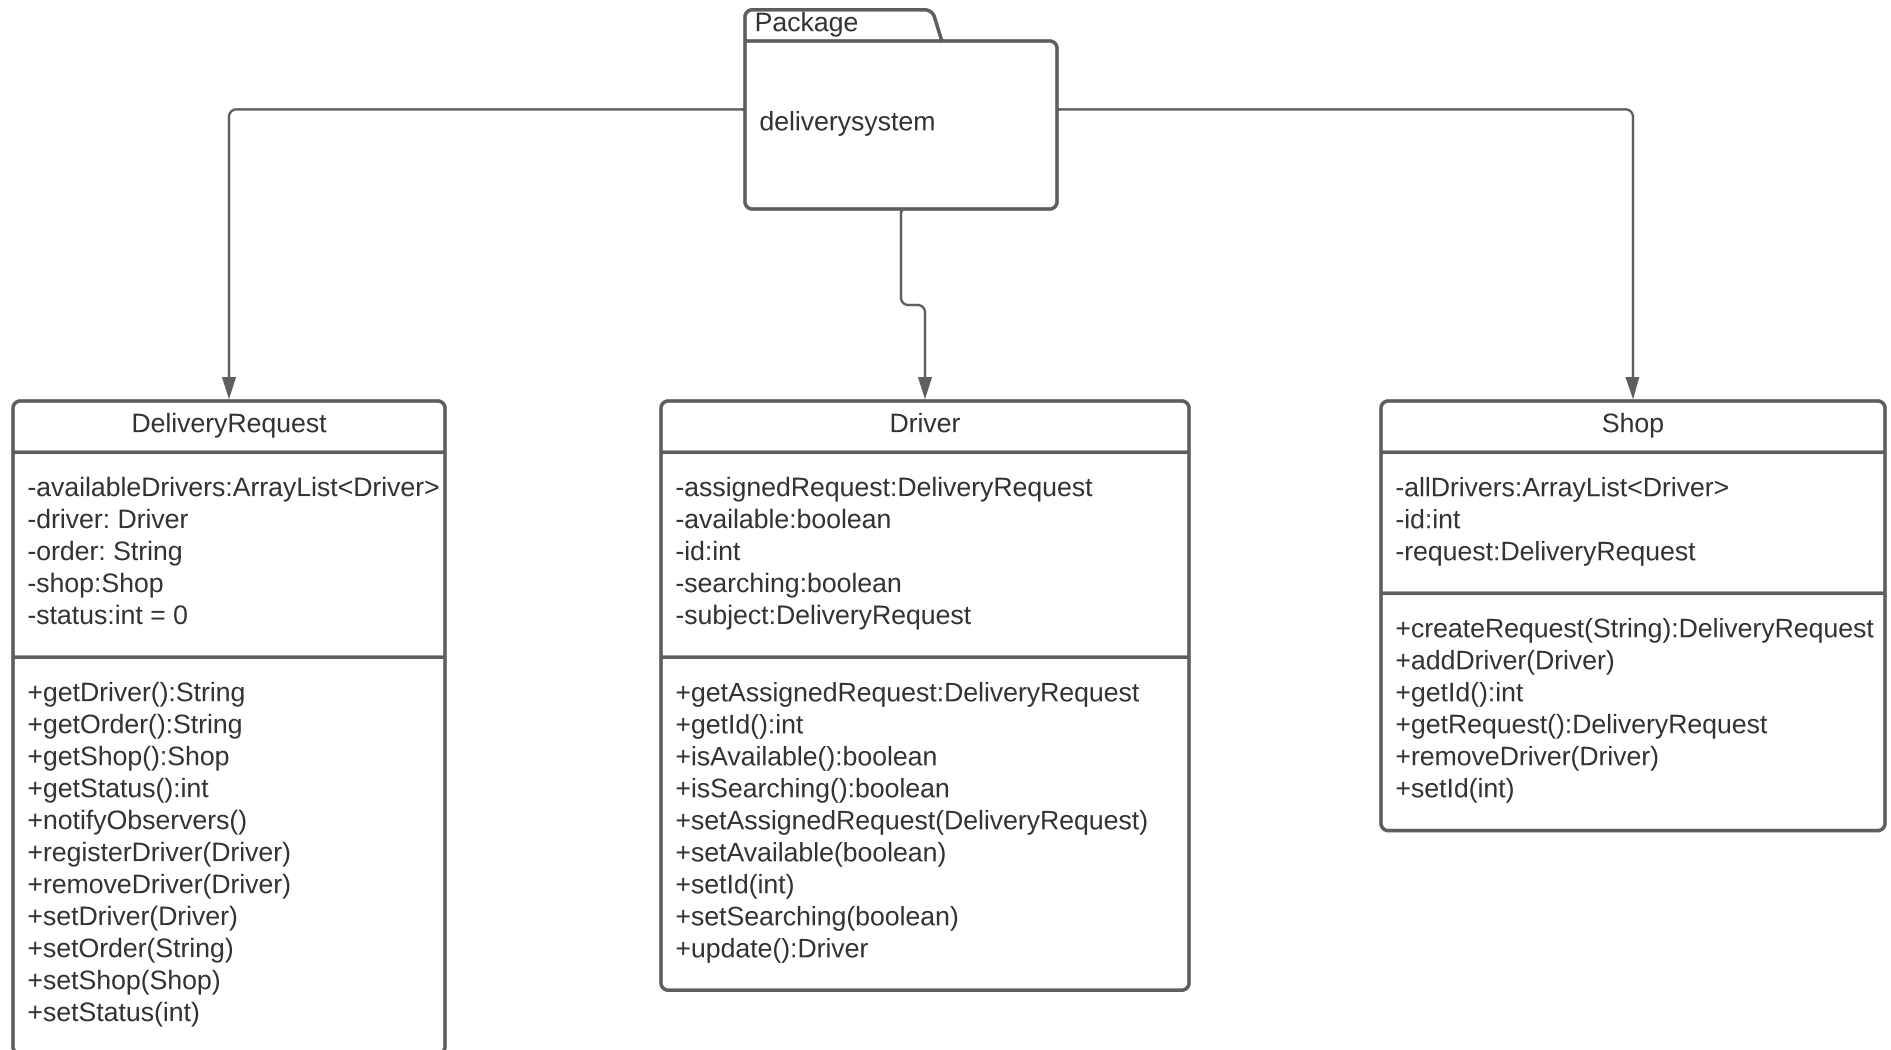 Package
deliverysystem
DeliveryRequest
-availableDrivers:ArrayList<Driver>
-driver: Driver
-order: String
-shop:Shop
-status:int = 0
+getDriver():String
+getOrder():String
+getShop():Shop
+getStatus():int
+notifyObservers()
+registerDriver(Driver)
+removeDriver(Driver)
+setDriver(Driver)
+setOrder(String)
+setShop(Shop)
+setStatus(int)
Driver
-assignedRequest:DeliveryRequest
-available:boolean
-id:int
-searching:boolean
-subject:DeliveryRequest
+getAssignedRequest:DeliveryRequest
+getId():int
+isAvailable():boolean
+isSearching():boolean
+setAssignedRequest(DeliveryRequest)
+setAvailable(boolean)
+setId(int)
+setSearching(boolean)
+update():Driver
Shop
-allDrivers:ArrayList<Driver>
-id:int
-request:DeliveryRequest
+createRequest(String):DeliveryRequest
+addDriver(Driver)
+getId():int
+getRequest():DeliveryRequest
+removeDriver(Driver)
+setId(int)